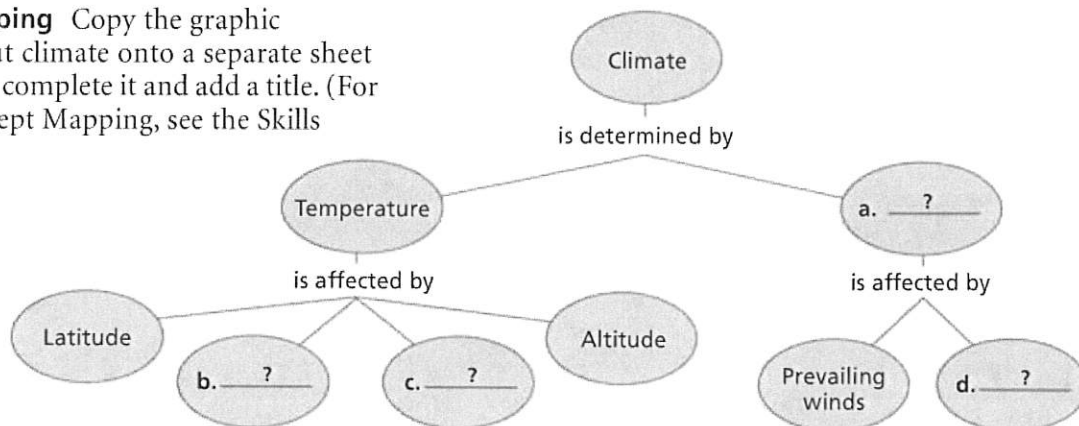 ping Copy the graphic
ut climate onto a separate sheet
complete it and add a title. (For
ept Mapping, see the Skills
Climate
is determined by
Temperature
a. ?
is affected by
is affected by
Latitude
b. ?
c. ?
Altitude
Prevailing
winds
d. ?